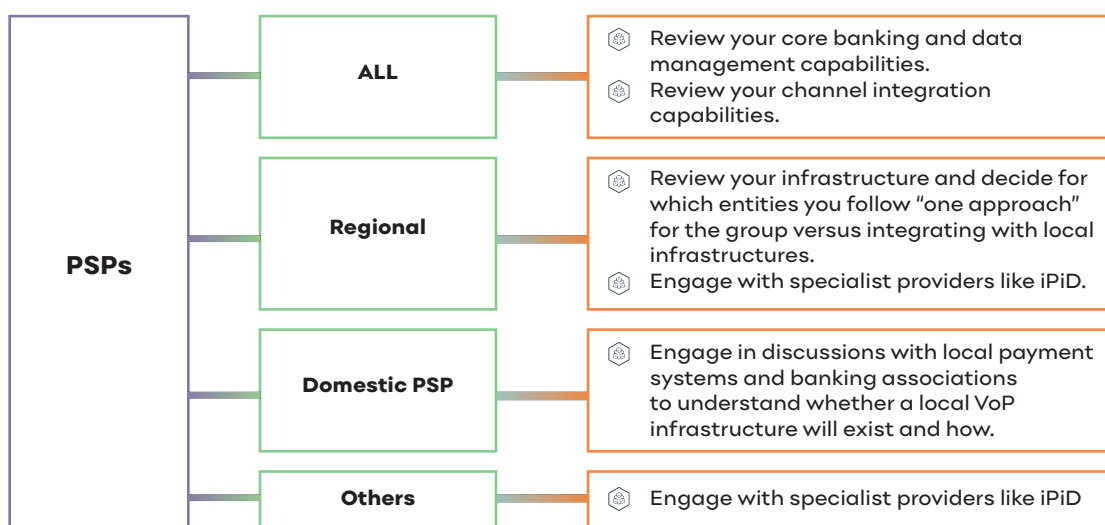 PSPs
ALL
Review your core banking and data
management capabilities.
Review your channel integration
capabilities.
Regional
Review your infrastructure and decide for
which entities you follow “one approach”
for the group versus integrating with local
infrastructures.
Engage with specialist providers like iPiD.
Domestic PSP
Engage in discussions with local payment
systems and banking associations
to understand whether a local VoP
infrastructure will exist and how.
Others
Engage with specialist providers like iPiD